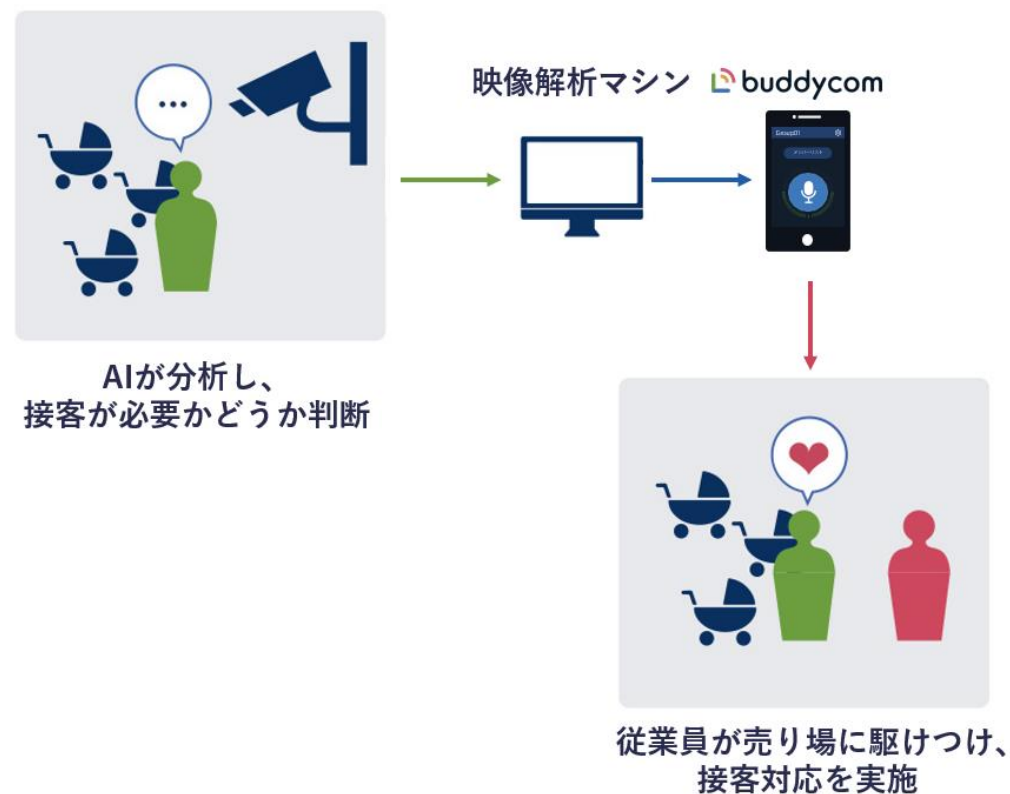 ...
映像解析マシン buddycom
Group01
AIが分析し、
接客が必要かどうか判断
従業員が売り場に駆けつけ、
接客対応を実施